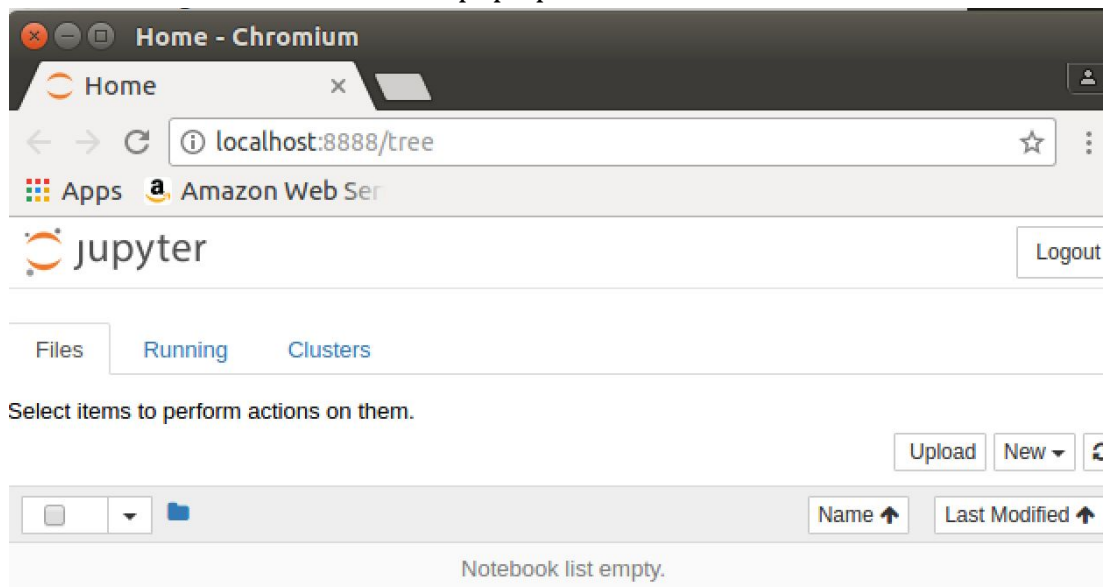 Home - Chromium
Home
localhost:8888/tree
Apps Amazon Web Ser
jupyter
Logout
Files Running Clusters
Select items to perform actions on them.
Upload New
Name Last Modified
Notebook list empty.